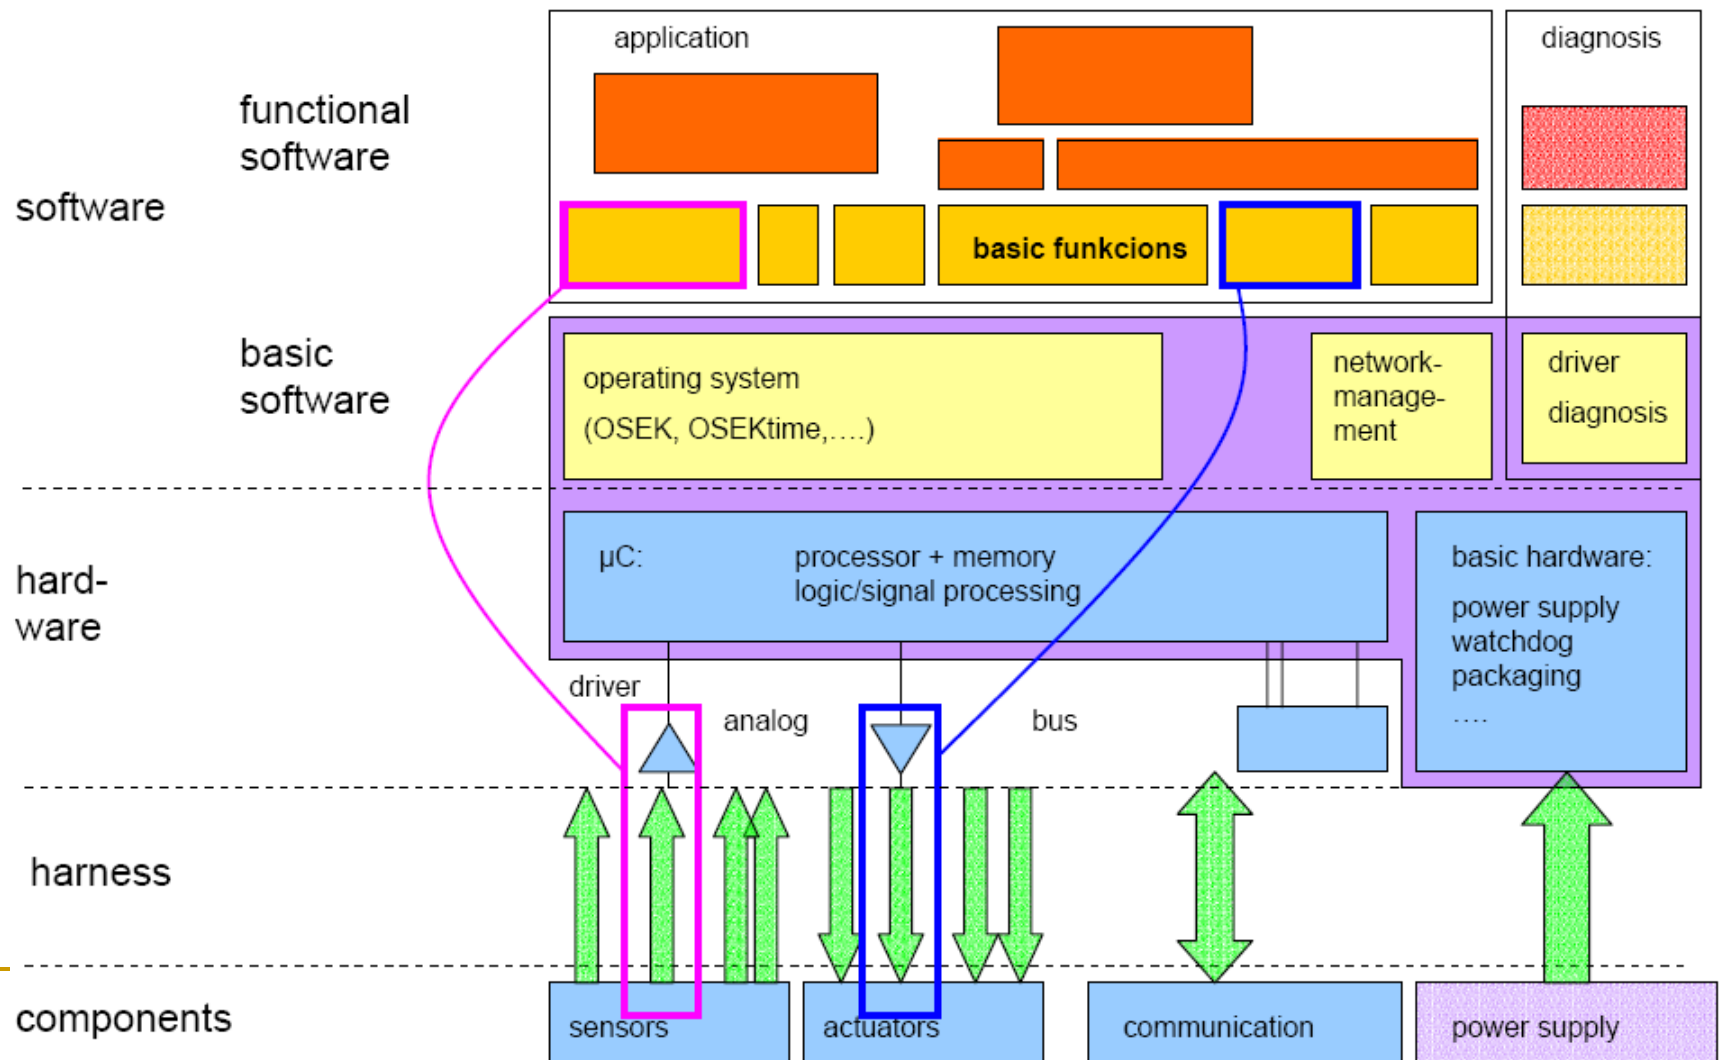 application
diagnosis
functional
software
software
basic funkcions
basic
software
operating system
(OSEK, OSEKtime,....)
network-
manage-
ment
driver
diagnosis
hard-
ware
µC:
processor + memory
logic/signal processing
basic hardware:
power supply
watchdog
packaging
....
driver
analog
bus
harness
components
sensors
actuators
communication
power supply